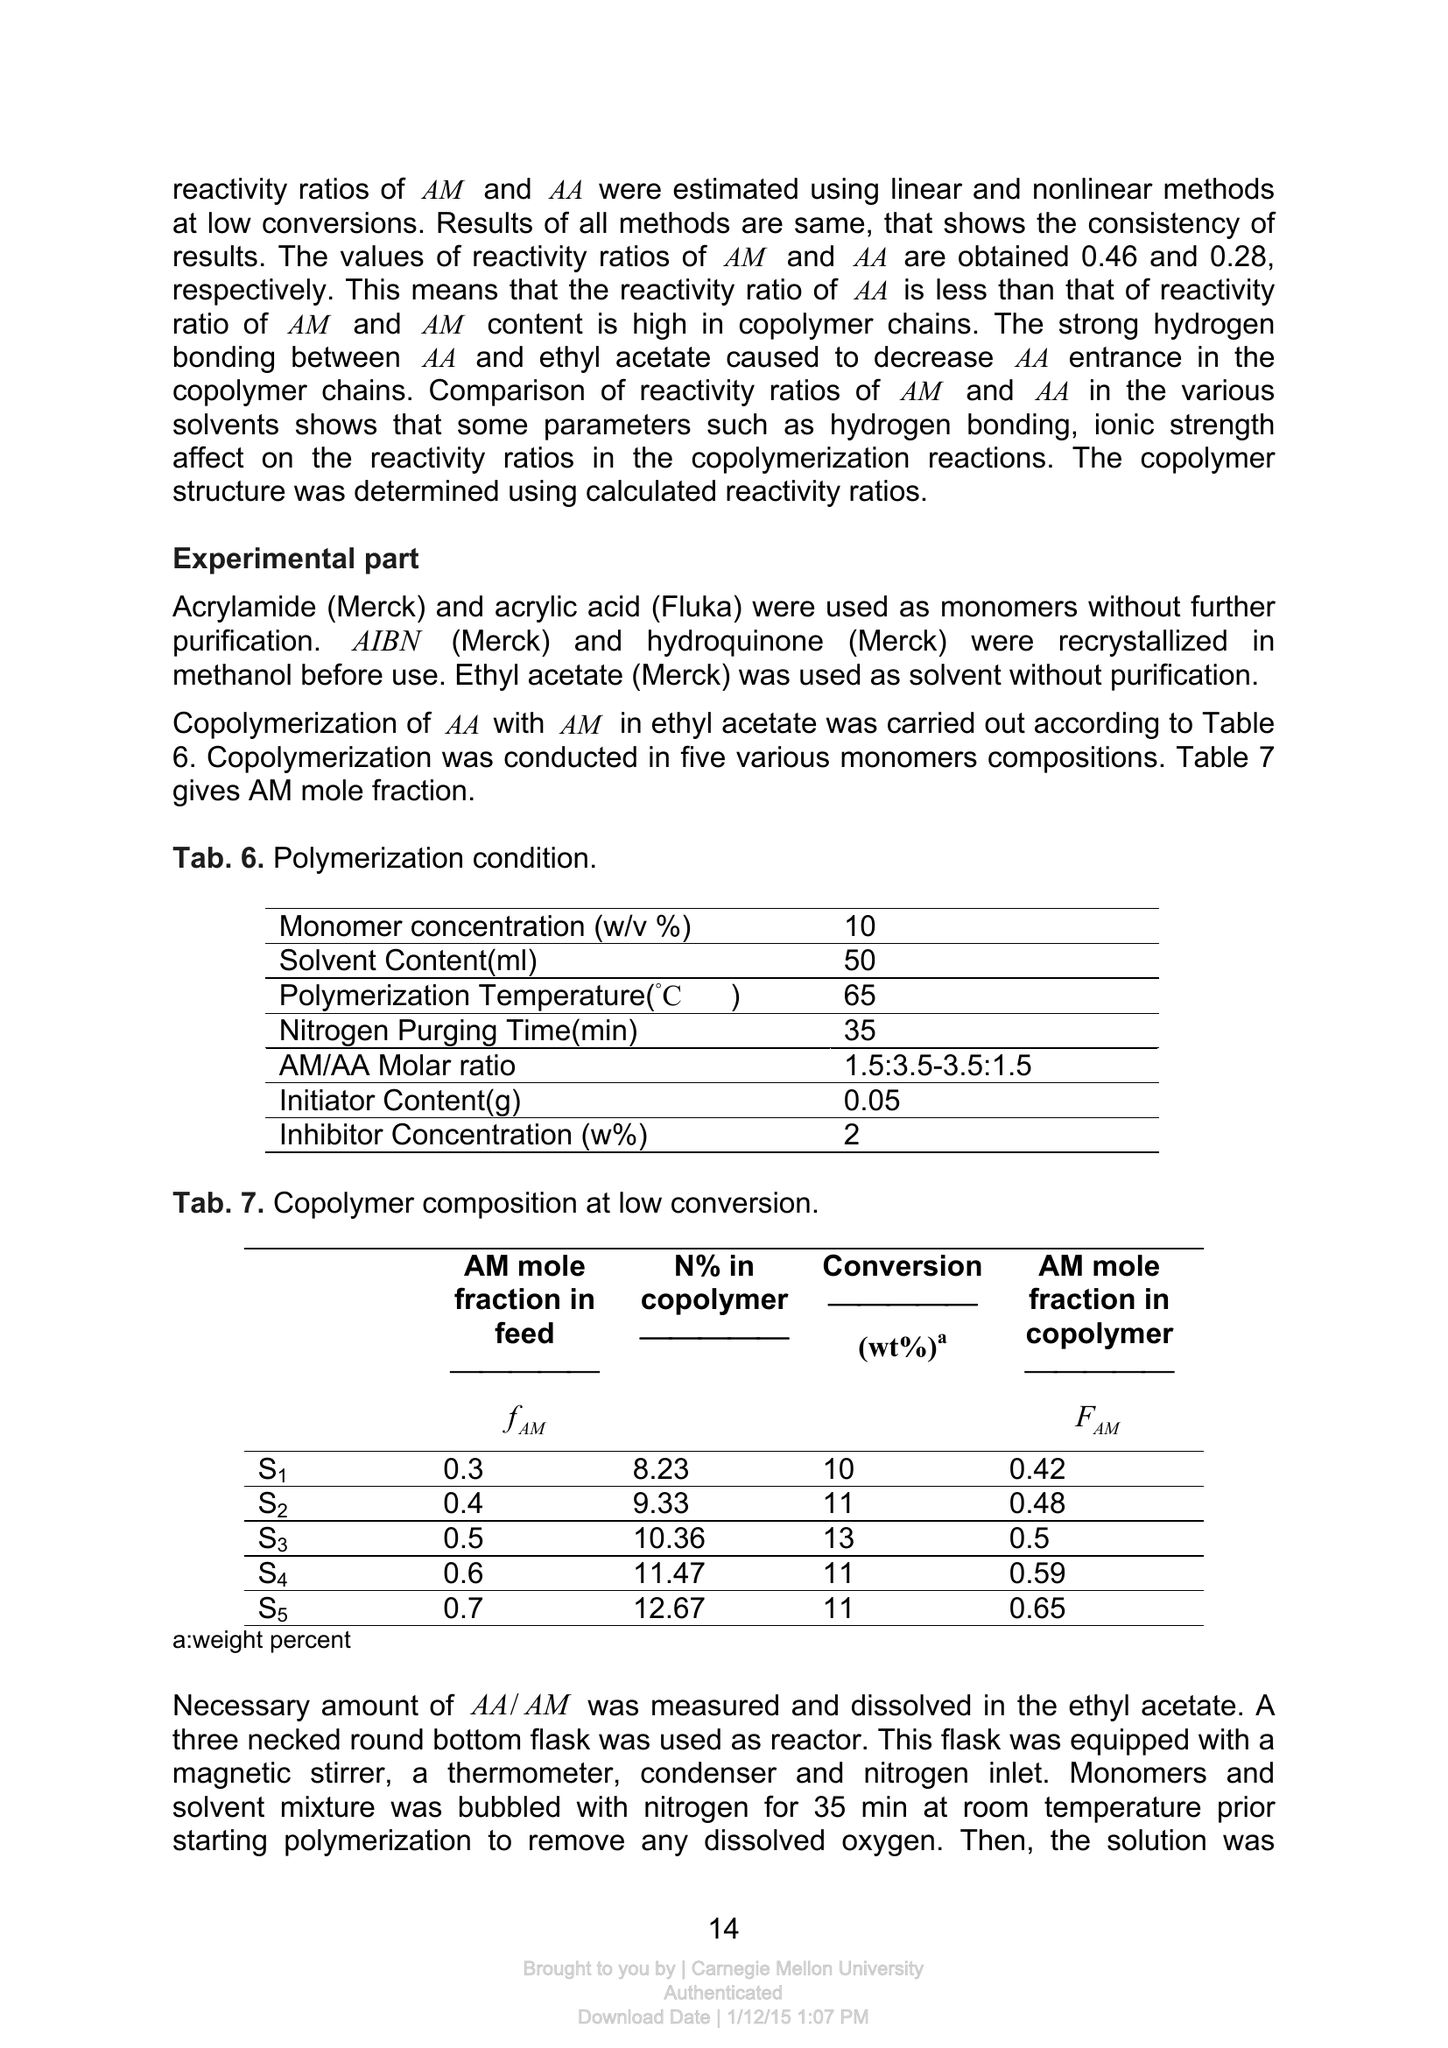 reactivity ratios of AM and AA were estimated using linear and nonlinear methods
at low conversions. Results of all methods are same, that shows the consistency of
results. The values of reactivity ratios of AM and AA are obtained 0.46 and 0.28,
respectively. This means that the reactivity ratio of AA is less than that of reactivity
ratio of AM and AM content is high in copolymer chains. The strong hydrogen
bonding between AA and ethyl acetate caused to decrease AA entrance in the
copolymer chains. Comparison of reactivity ratios of AM and AA in the various
solvents shows that some parameters such as hydrogen bonding, ionic strength
affect on the reactivity ratios in the copolymerization reactions. The copolymer
structure was determined using calculated reactivity ratios.
Experimental part
Acrylamide (Merck) and acrylic acid (Fluka) were used as monomers without further
purification. AIBN (Merck) and hydroquinone (Merck) were recrystallized in
methanol before use. Ethyl acetate (Merck) was used as solvent without purification.
Copolymerization of AA with AM in ethyl acetate was carried out according to Table
6. Copolymerization was conducted in five various monomers compositions. Table 7
gives AM mole fraction.
Tab. 6. Polymerization condition.
Monomer concentration (w/v %) 10
Solvent Content(ml) 50
Polymerization Temperature(°C ) 65
Nitrogen Purging Time(min) 35
AM/AA Molar ratio 1.5:3.5-3.5:1.5
Initiator Content(g) 0.05
Inhibitor Concentration (w%) 2
Tab. 7. Copolymer composition at low conversion.
AM mole N% in Conversion AM mole
fraction in copolymer fraction in
feed (wt%)ᵃ copolymer
f_AM F_AM
S₁ 0.3 8.23 10 0.42
S₂ 0.4 9.33 11 0.48
S₃ 0.5 10.36 13 0.5
S₄ 0.6 11.47 11 0.59
S₅ 0.7 12.67 11 0.65
a:weight percent
Necessary amount of AA/ AM was measured and dissolved in the ethyl acetate. A
three necked round bottom flask was used as reactor. This flask was equipped with a
magnetic stirrer, a thermometer, condenser and nitrogen inlet. Monomers and
solvent mixture was bubbled with nitrogen for 35 min at room temperature prior
starting polymerization to remove any dissolved oxygen. Then, the solution was
14
Brought to you by | Carnegie Mellon University
Authenticated
Download Date | 1/12/15 1:07 PM